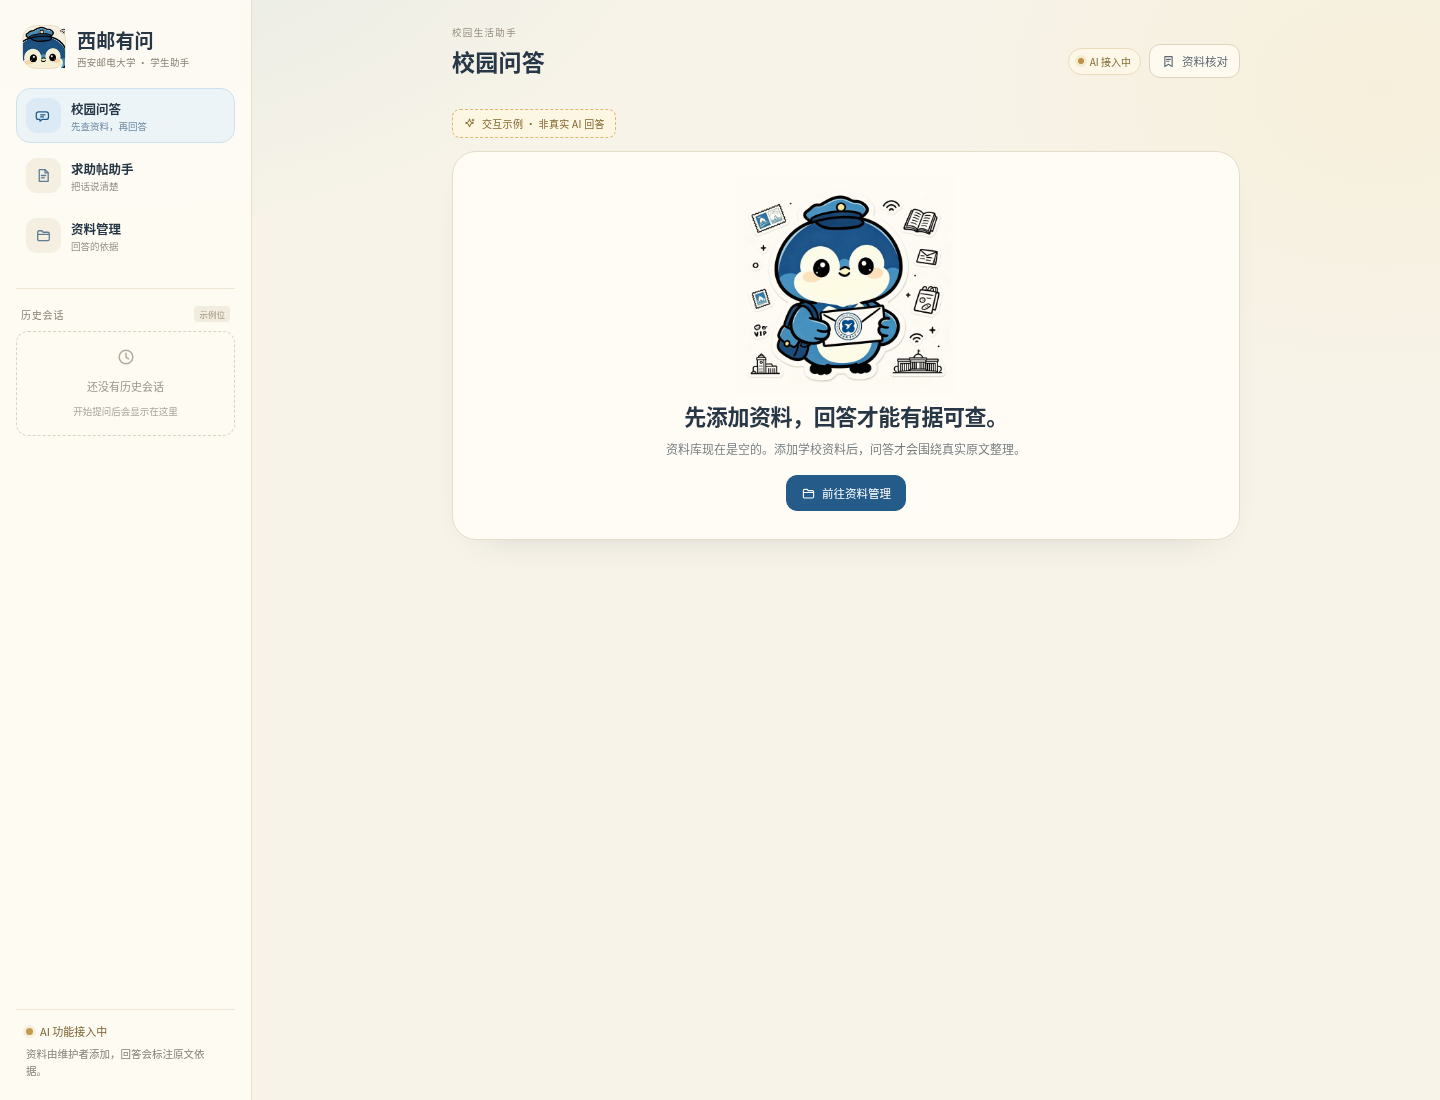 西邮有问
西安邮电大学 · 学生助手
校园问答
先查资料，再回答
求助帖助手
把话说清楚
资料管理
回答的依据
历史会话
示例位
还没有历史会话
开始提问后会显示在这里
AI 功能接入中
资料由维护者添加，回答会标注原文依
据。
校园生活助手
校园问答
AI 接入中
资料核对
交互示例 · 非真实 AI 回答
VIP
先添加资料，回答才能有据可查。
资料库现在是空的。添加学校资料后，问答才会围绕真实原文整理。
前往资料管理